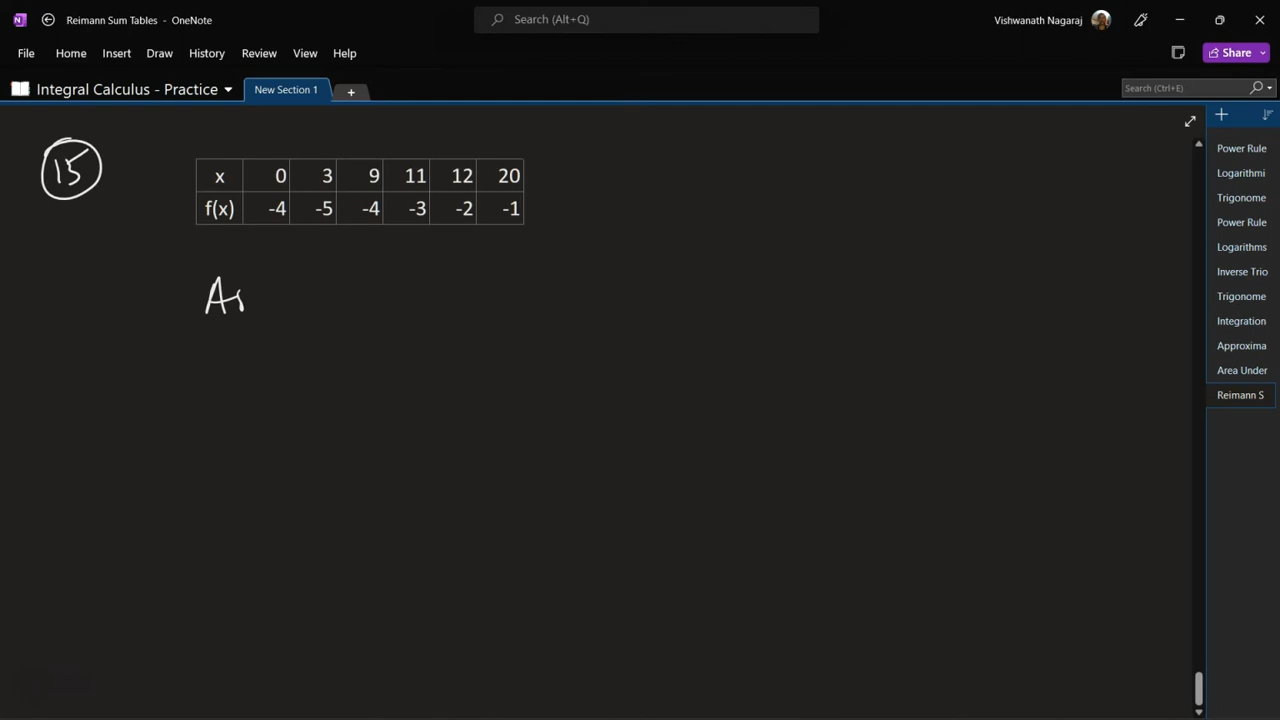 Reimann Sum Tables - OneNote
Search (Alt+Q)
Vishwanath Nagaraj
File Home Insert Draw History Review View Help
Share
Integral Calculus - Practice
New Section 1
Search (Ctrl+E)
15
x 0 3 9 11 12 20
f(x) -4 -5 -4 -3 -2 -1
Ar
Power Rule
Logarithmi
Trigonome
Power Rule
Logarithms
Inverse Trio
Trigonome
Integration
Approxima
Area Under
Reimann S